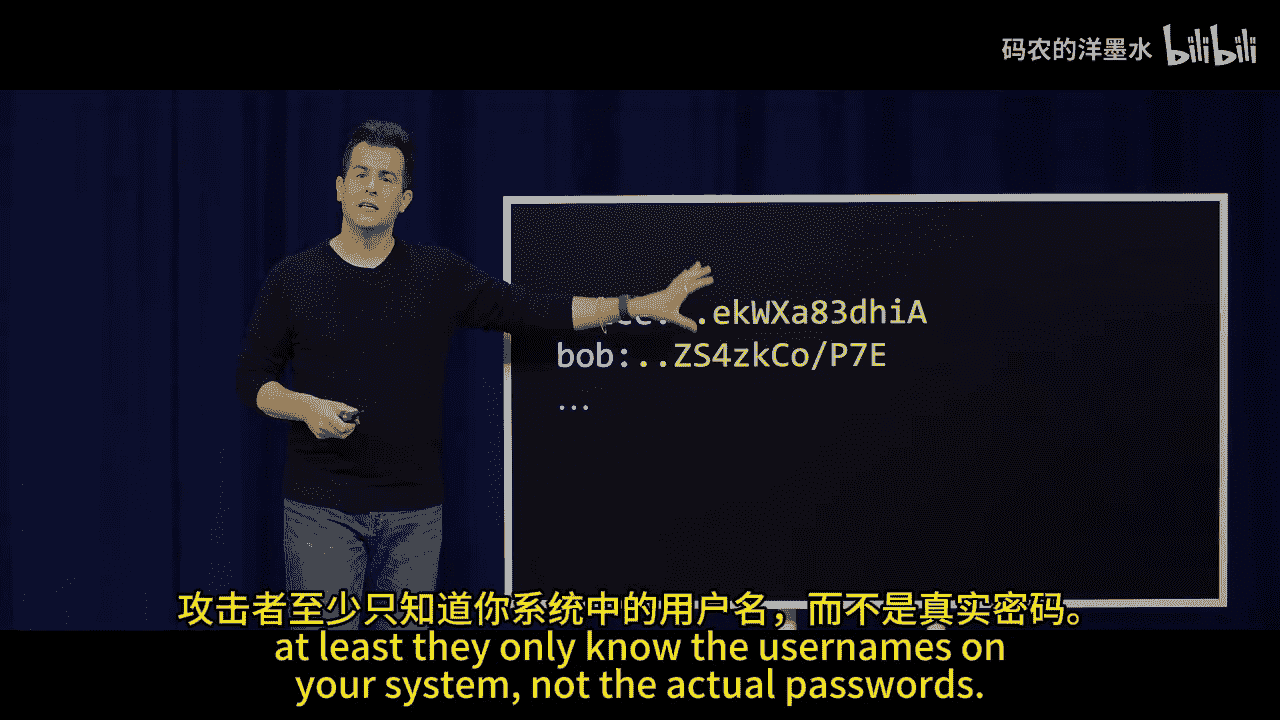 码农的洋墨水 bilibili
.ekWXa83dhiA
bob:..ZS4zkCo/P7E
...
攻击者至少只知道你系统中的用户名，而不是真实密码。
at least they only know the usernames on
your system, not the actual passwords.